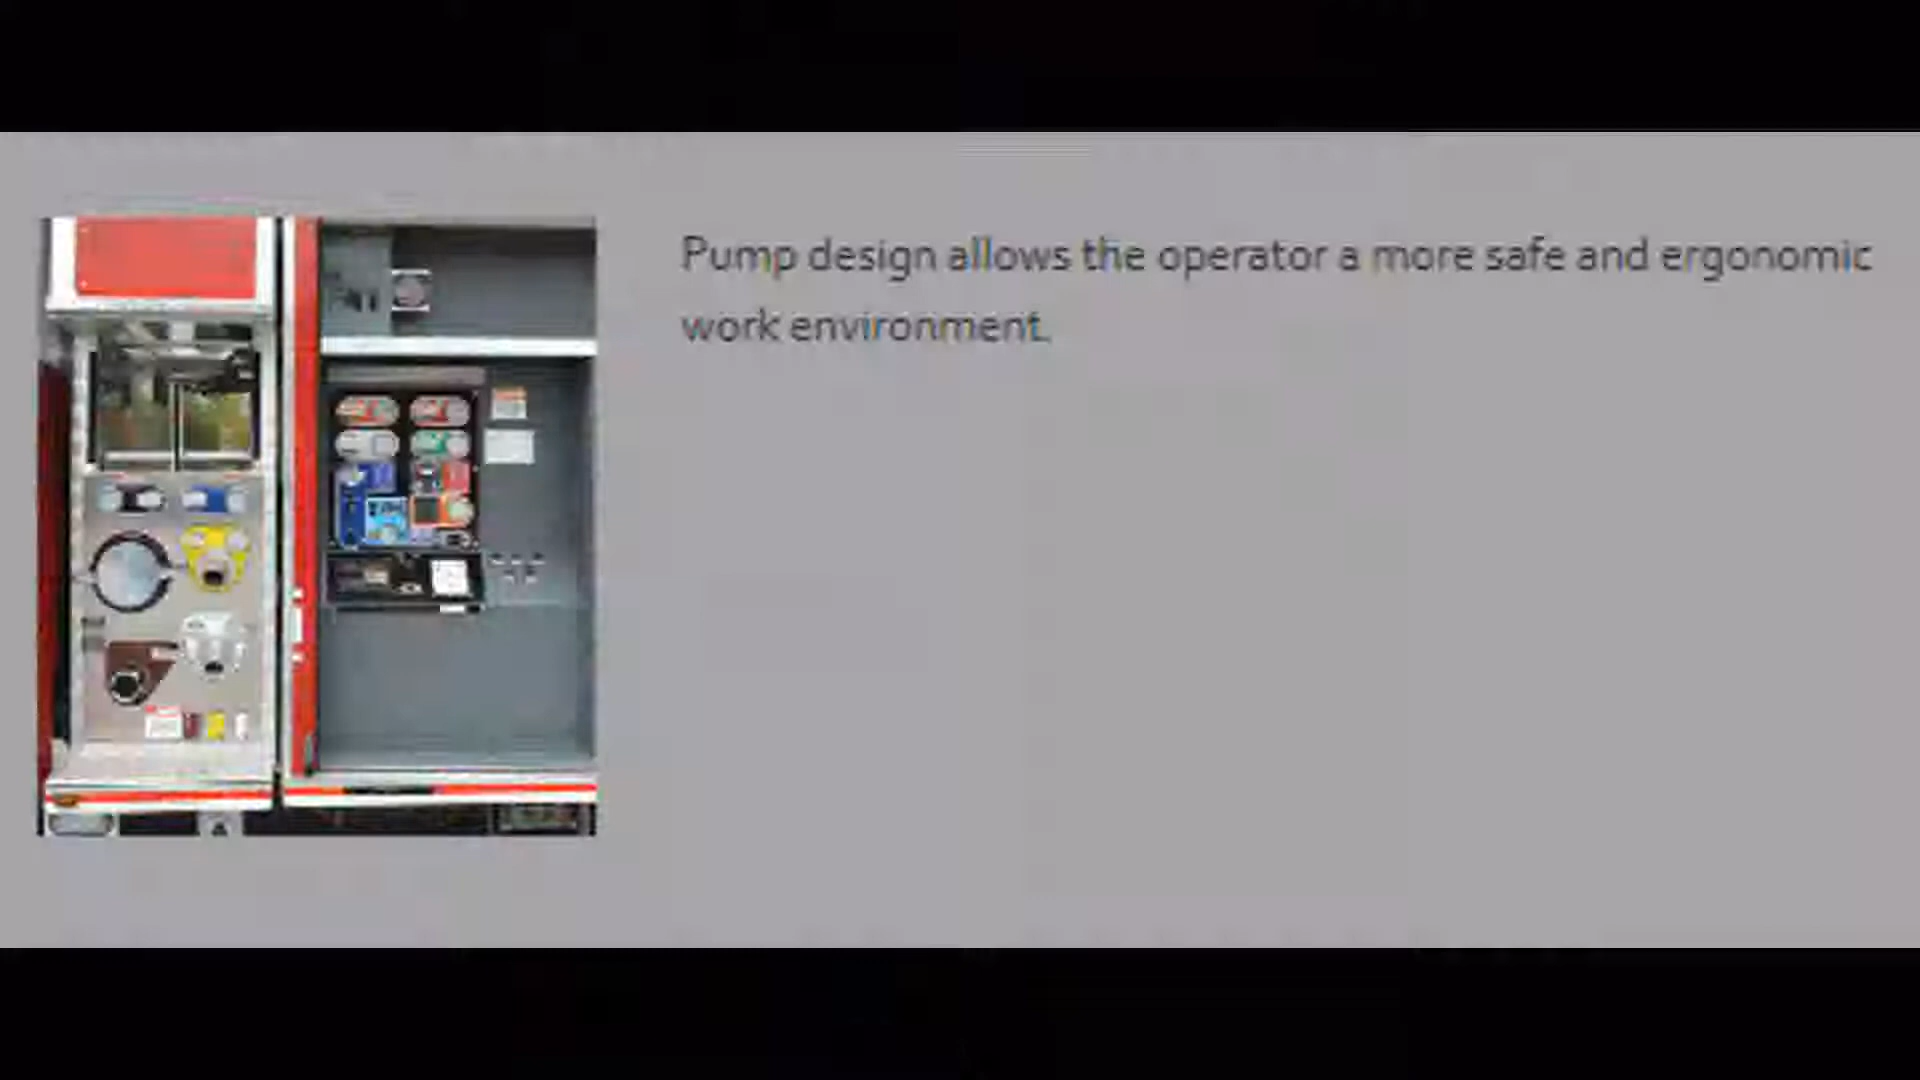 Pump design allows the operator a more safe and ergonomic
work environment.